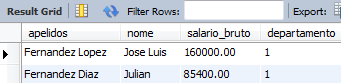 Result Grid Filter Rows: Export:
apelidos nome salario_bruto departamento
Fernandez Lopez Jose Luis 160000.00 1
Fernandez Diaz Julian 85400.00 1